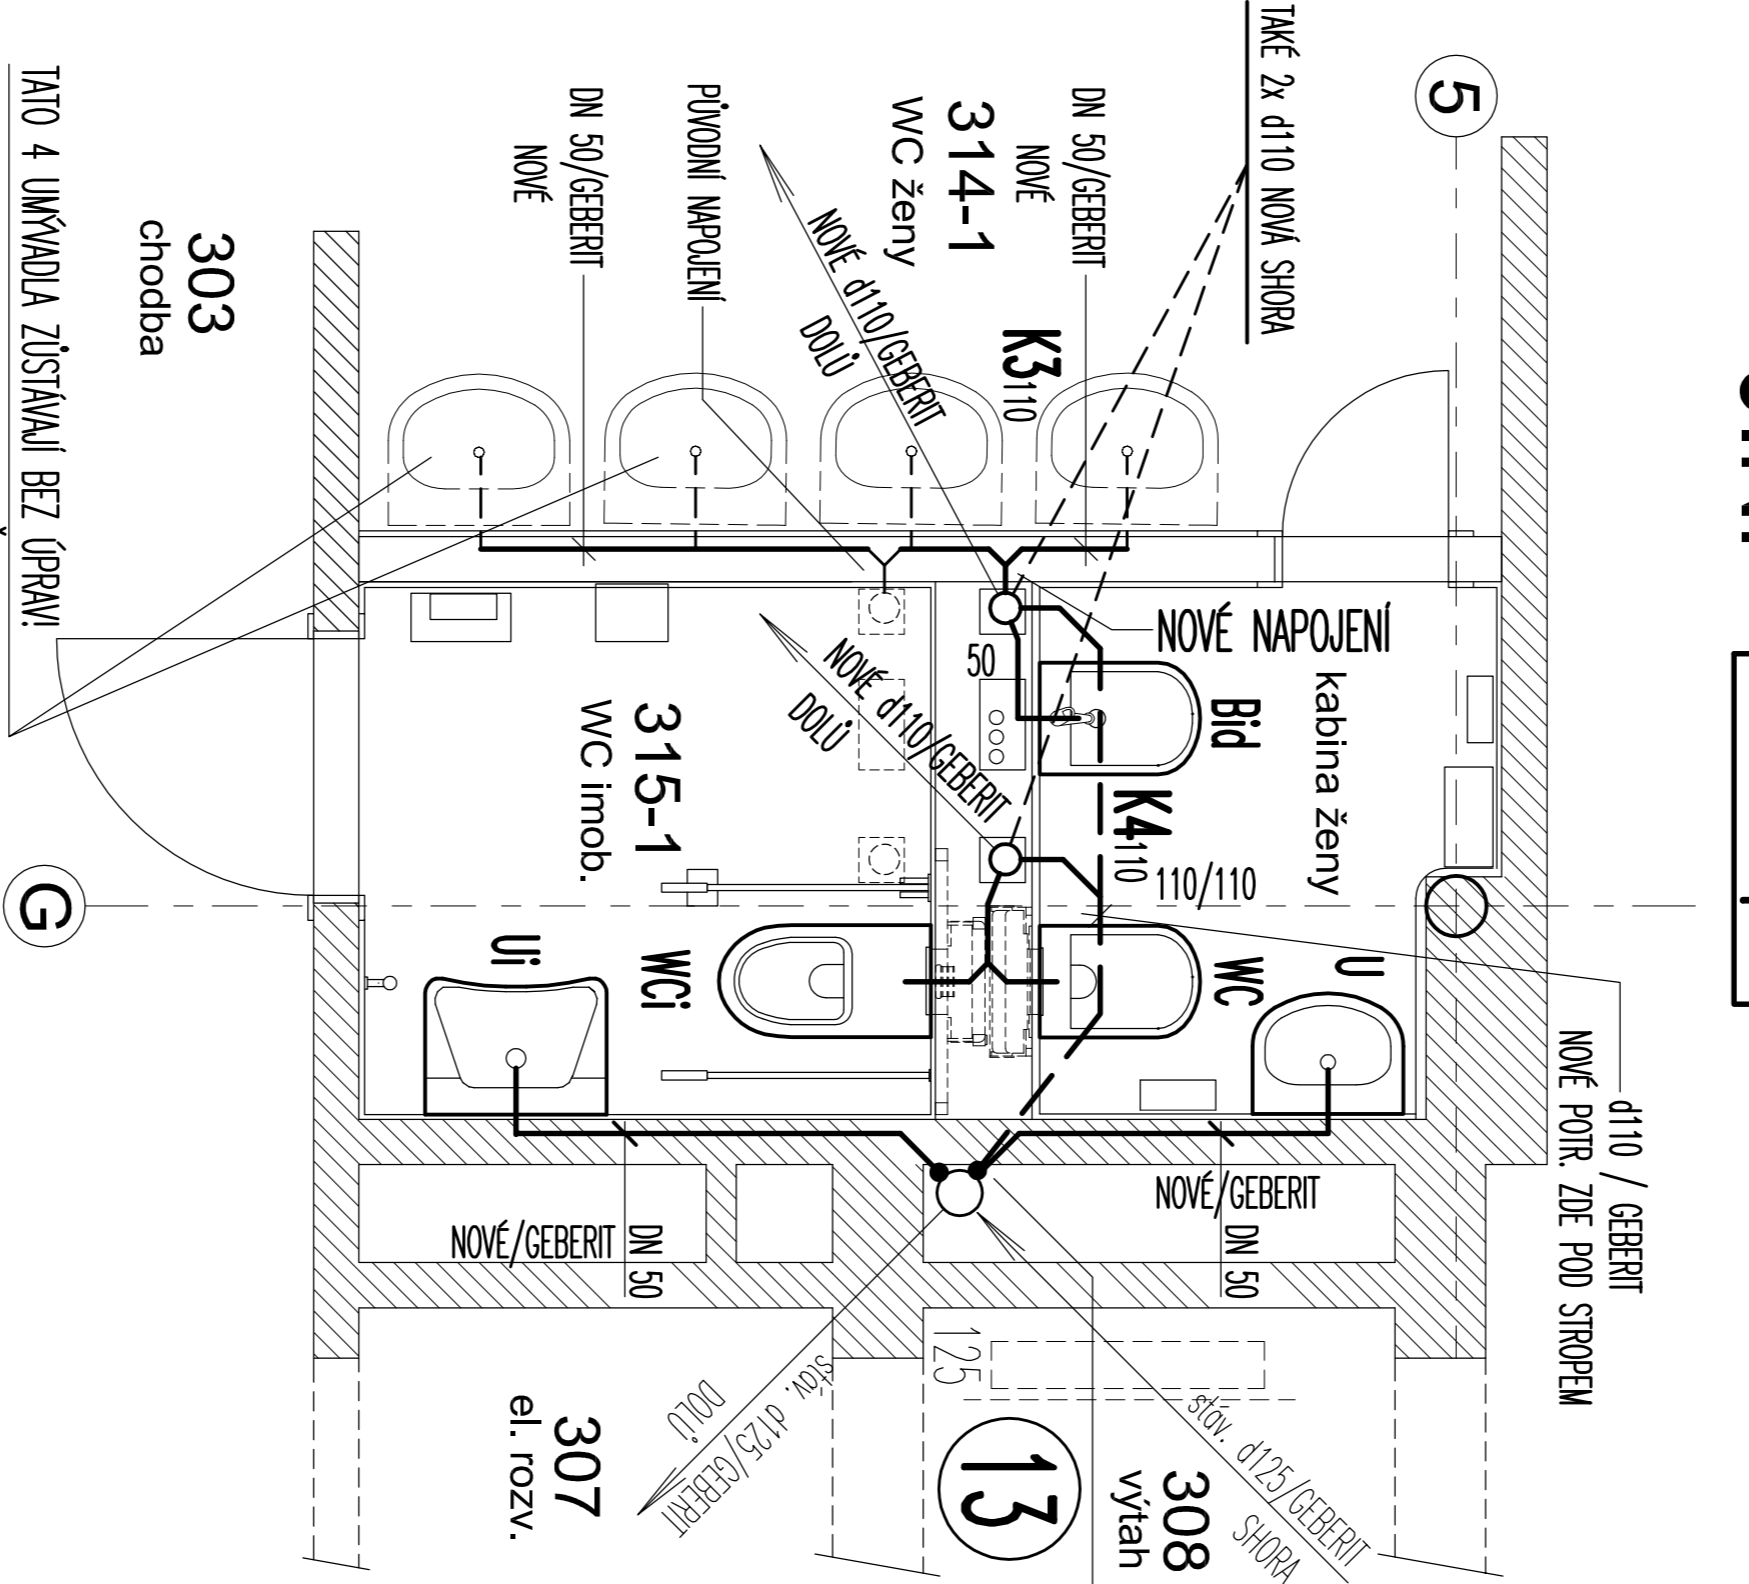 TAKÉ 2x d110 NOVÁ SHORA
5
DN 50/GEBERIT
NOVÉ
314-1
WC ženy
K3
110
NOVÉ d110/GEBERIT
DOLŮ
PŮVODNÍ NAPOJENÍ
DN 50/GEBERIT
NOVÉ
303
chodba
TATO 4 UMÝVADLA ZŮSTÁVAJÍ BEZ ÚPRAV!
NOVÉ NAPOJENÍ
kabina ženy
Bid
50
K4
110
110/110
NOVÉ d110/GEBERIT
DOLŮ
315-1
WC imob.
U
WC
WCi
Ui
G
d110 / GEBERIT
NOVÉ POTR. ZDE POD STROPEM
NOVÉ/GEBERIT
DN 50
NOVÉ/GEBERIT
DN 50
125
13
308
výtah
stáv. d125/GEBERIT
SHORA
stáv. d125/GEBERIT
DOLŮ
307
el. rozv.